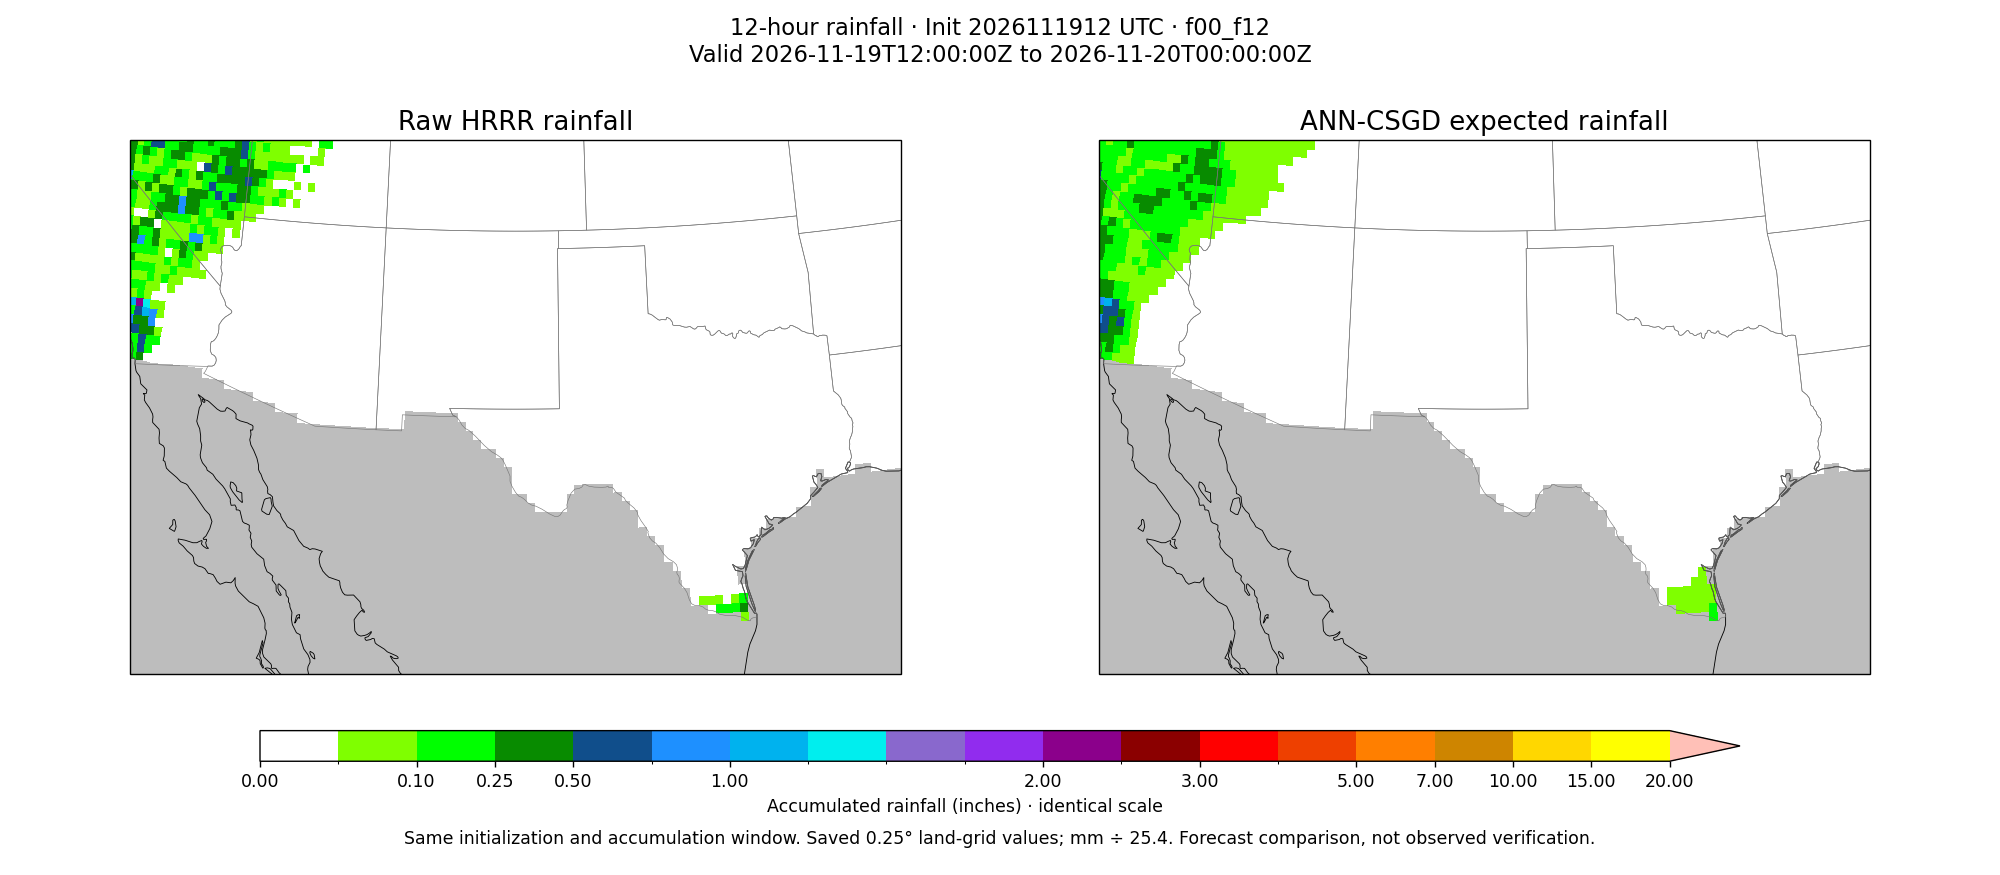 12-hour rainfall · Init 2026111912 UTC · f00_f12
Valid 2026-11-19T12:00:00Z to 2026-11-20T00:00:00Z
Raw HRRR rainfall
ANN-CSGD expected rainfall
0.00 0.10 0.25 0.50 1.00 2.00 3.00 5.00 7.00 10.00 15.00 20.00
Accumulated rainfall (inches) · identical scale
Same initialization and accumulation window. Saved 0.25° land-grid values; mm ÷ 25.4. Forecast comparison, not observed verification.